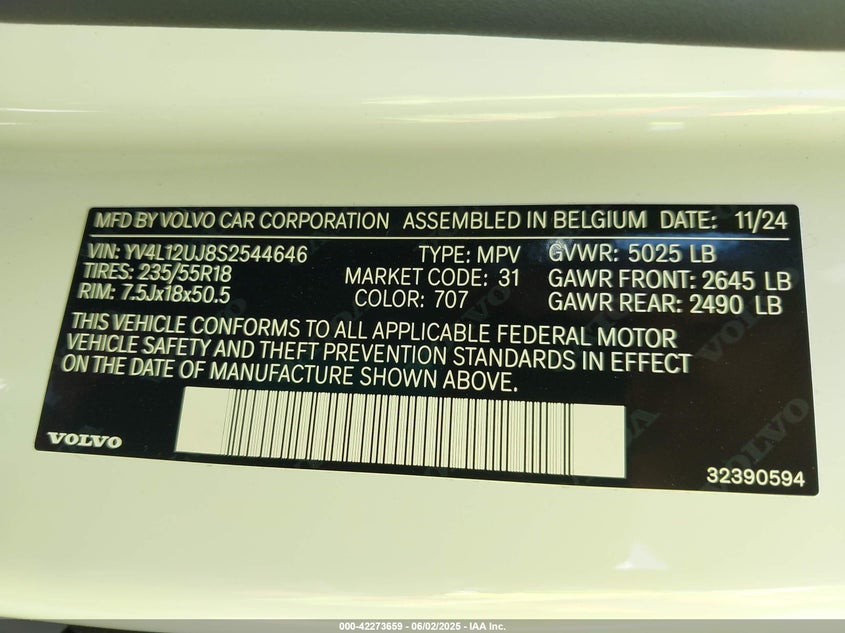 MFD BY VOLVO CAR CORPORATION ASSEMBLED IN BELGIUM DATE: 11/24
VIN: YV4L12UJ8S2544646 TYPE: MPV GVWR: 5025 LB
TIRES: 235/55R18 MARKET CODE: 31 GAWR FRONT: 2645 LB
RIM: 7.5Jx18x50.5 COLOR: 707 GAWR REAR: 2490 LB
THIS VEHICLE CONFORMS TO ALL APPLICABLE FEDERAL MOTOR
VEHICLE SAFETY AND THEFT PREVENTION STANDARDS IN EFFECT
ON THE DATE OF MANUFACTURE SHOWN ABOVE.
VOLVO
32390594
000-42273659 - 06/02/2025 - IAA Inc.